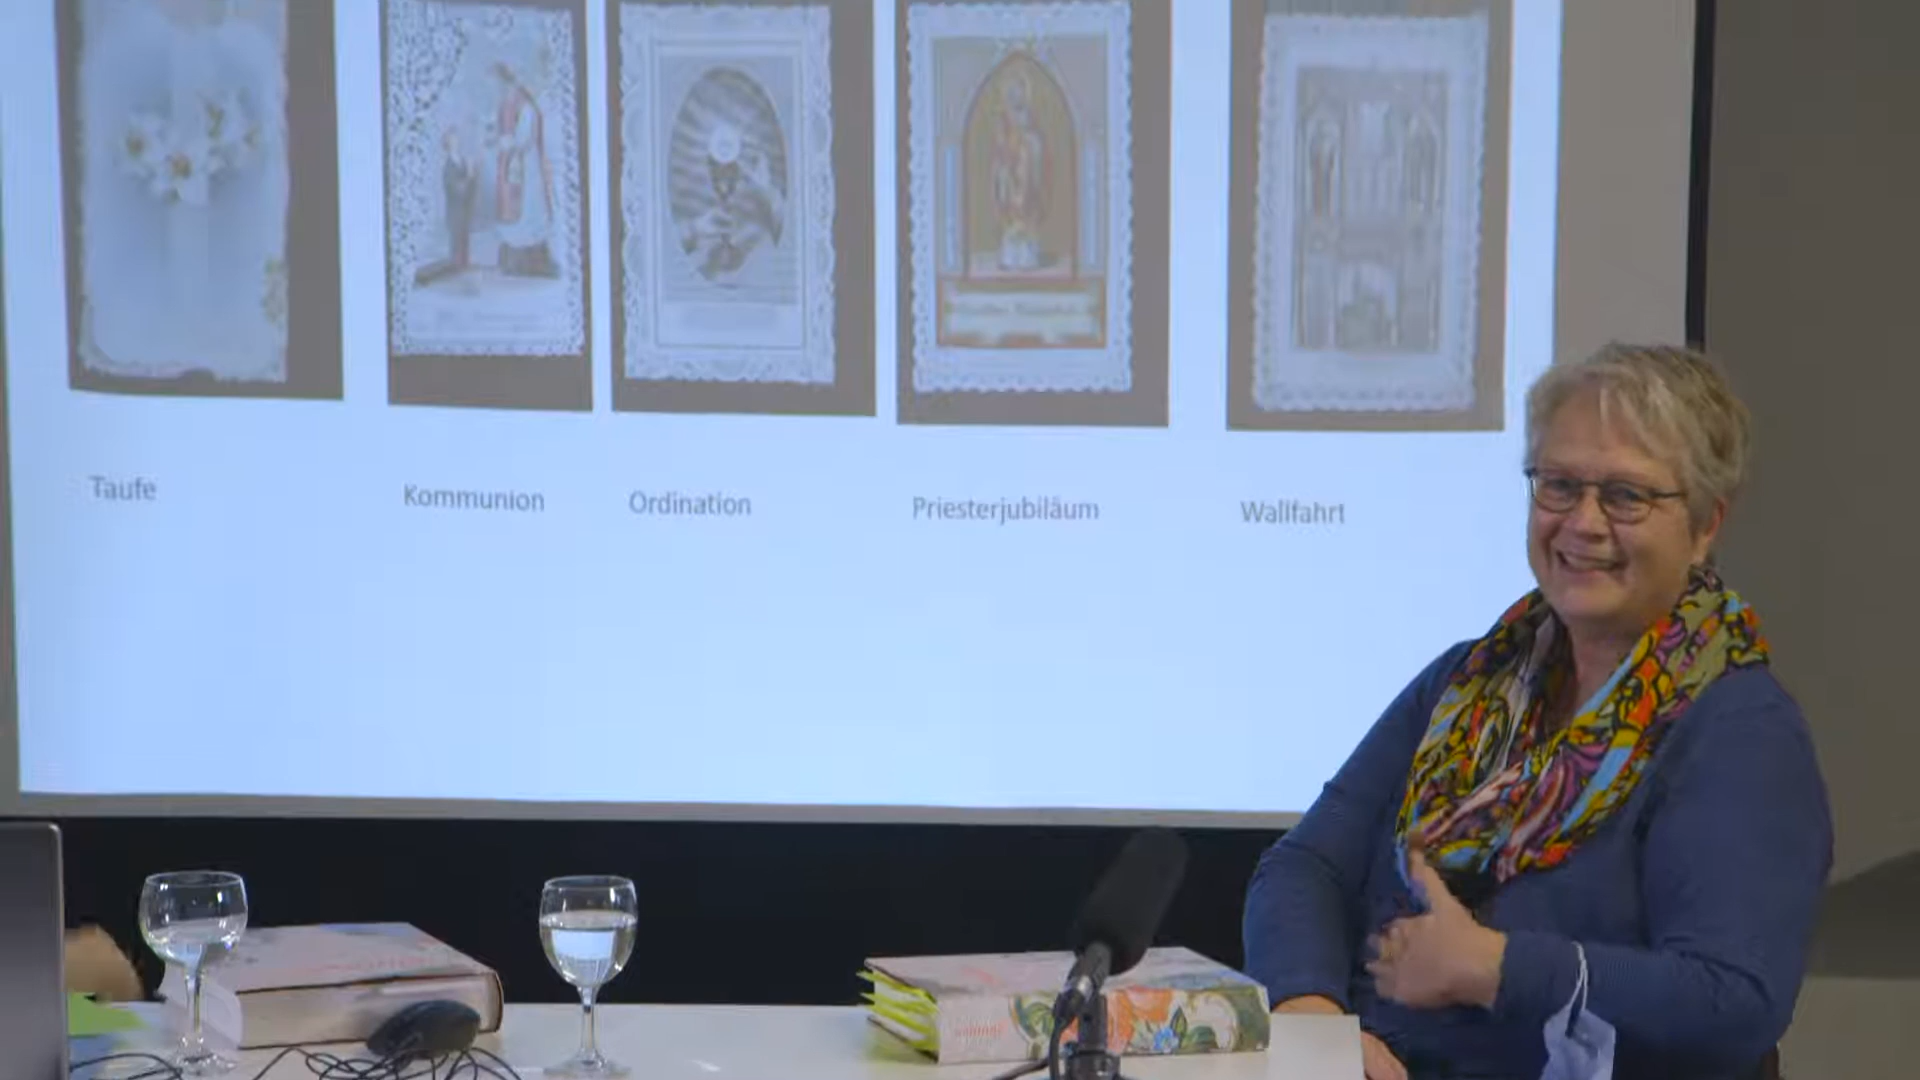 Taufe
Kommunion
Ordination
Priesterjubiläum
Wallfahrt